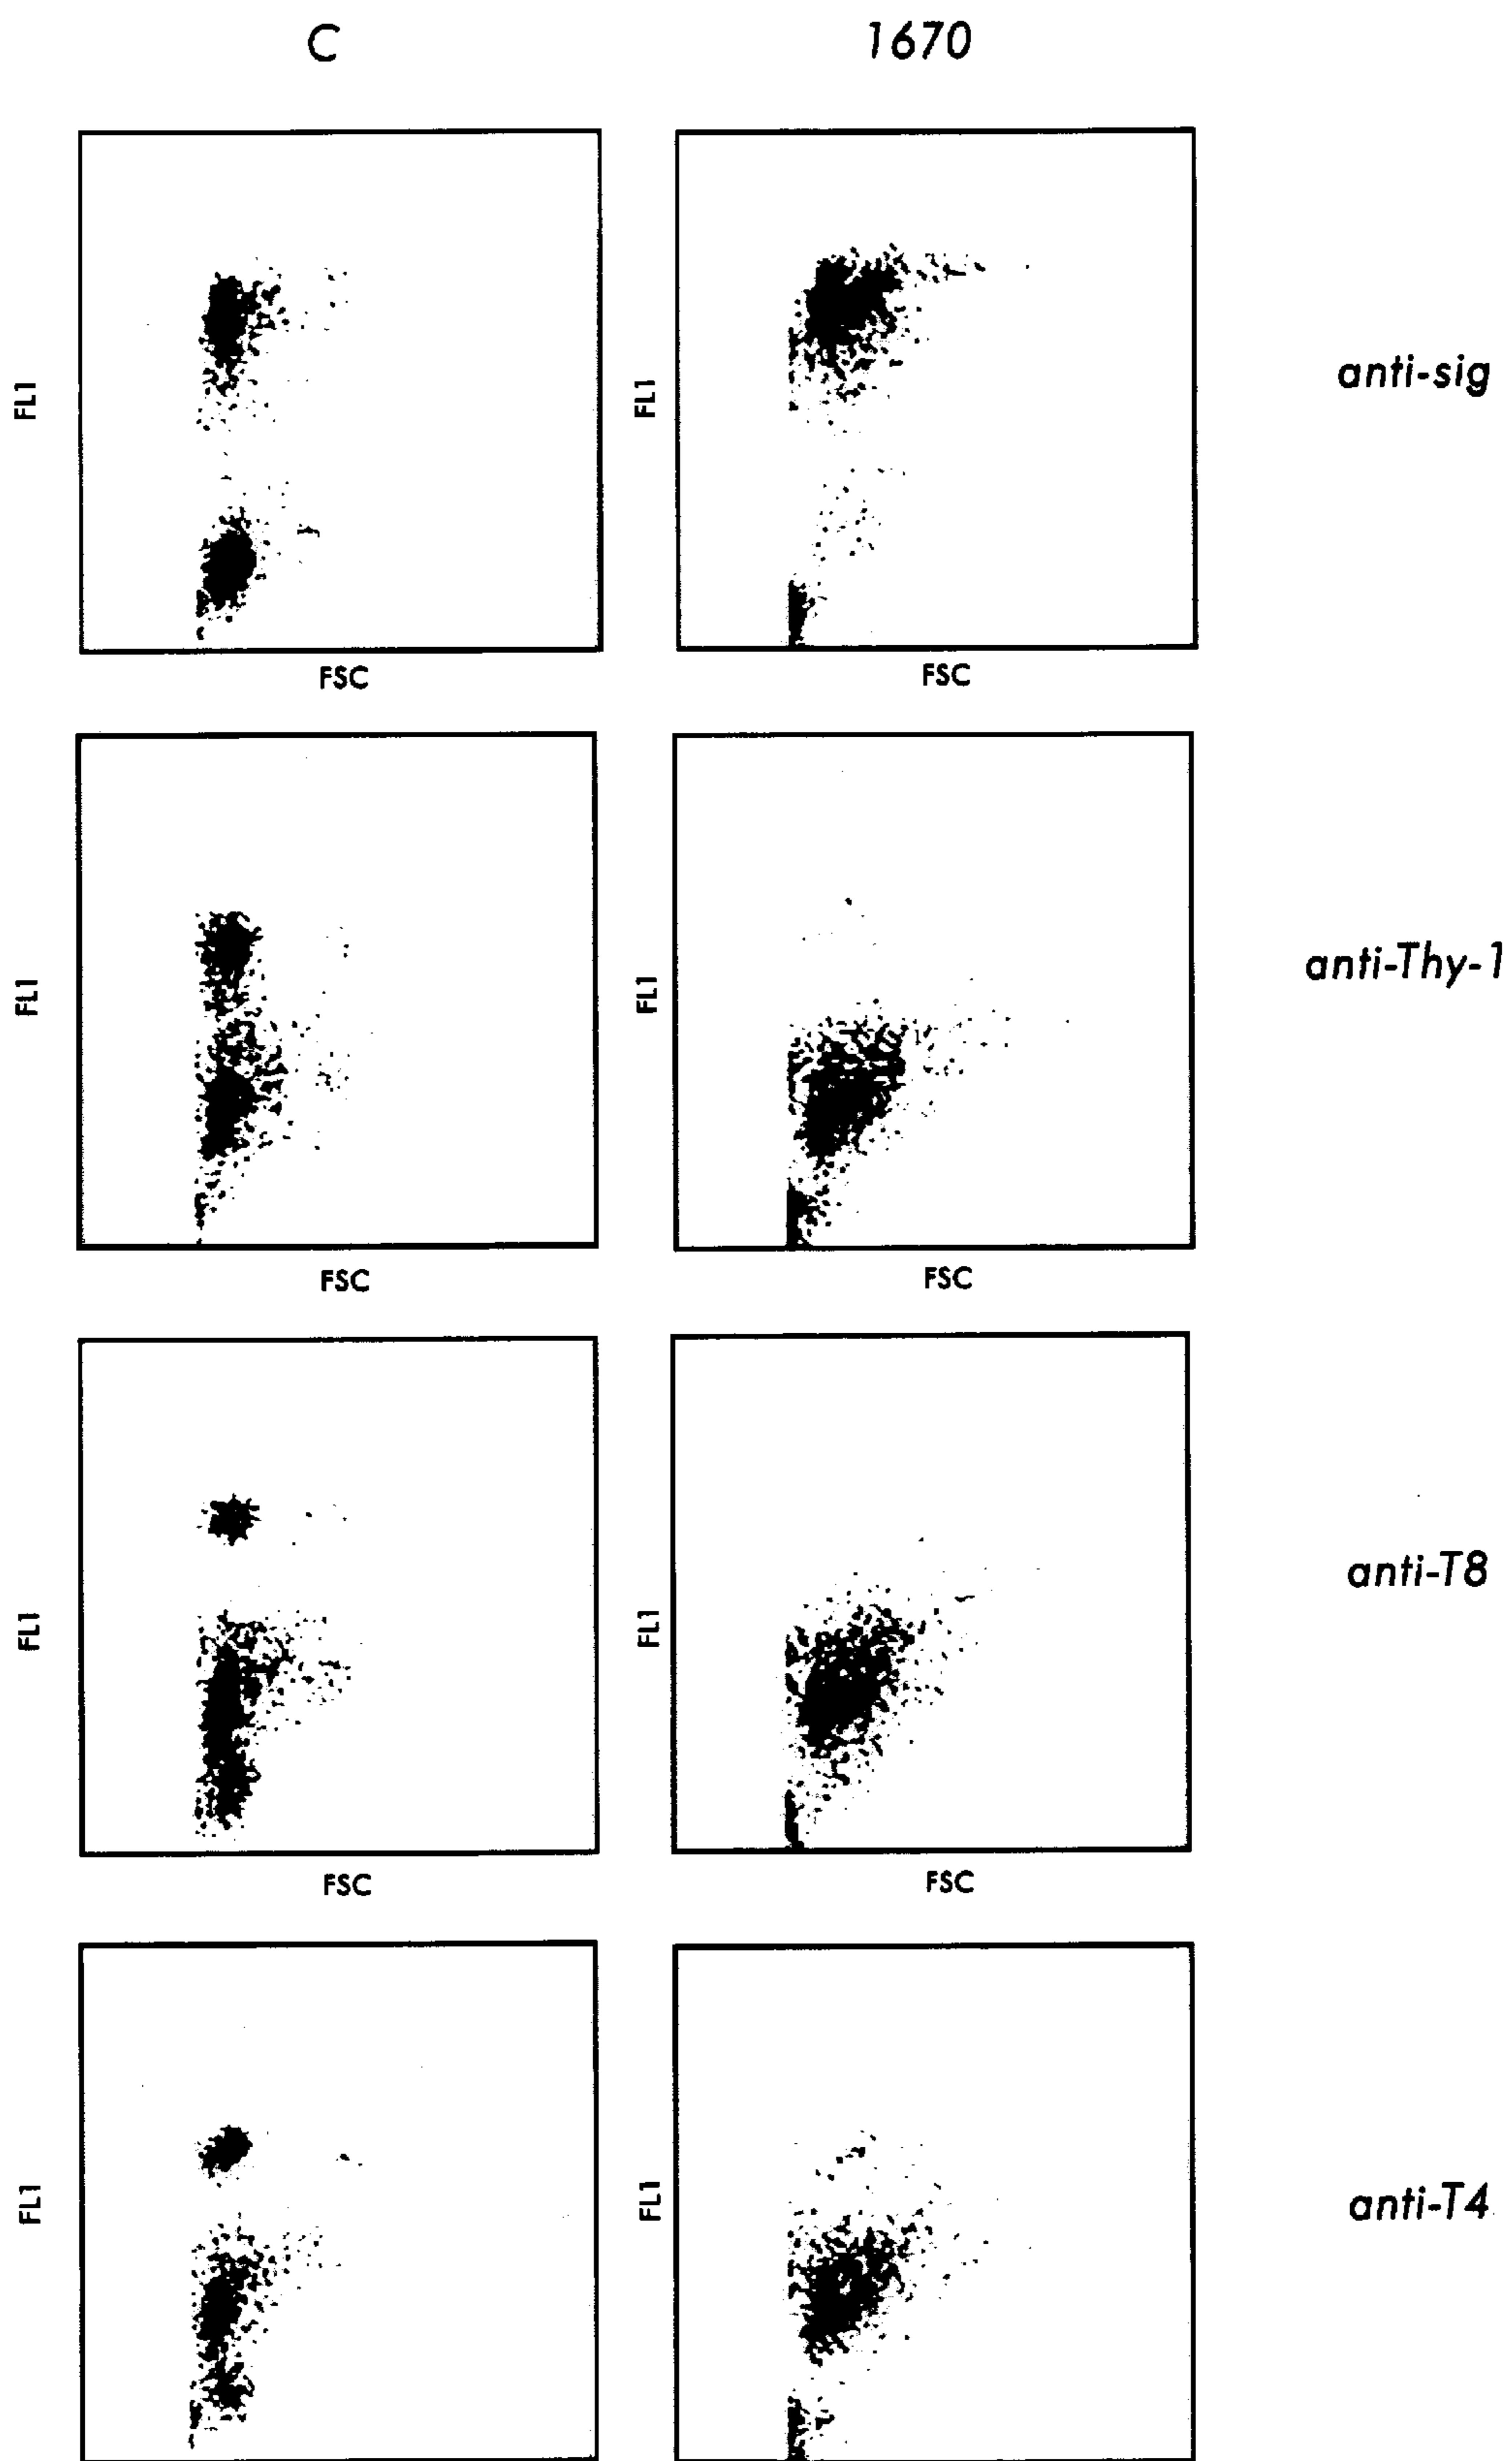 C 1670
FL1 FL1 anti-sig
FSC FSC
FL1 FL1 anti-Thy-1
FSC FSC
FL1 FL1 anti-T8
FSC FSC
FL1 FL1 anti-T4